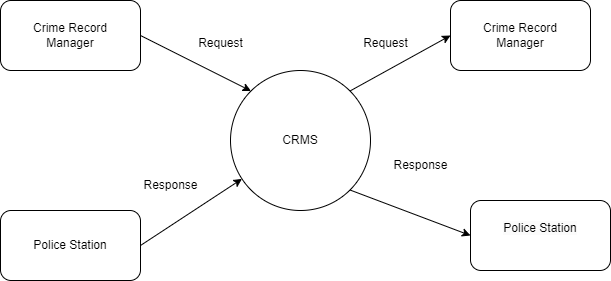 Crime Record
Manager
Crime Record
Manager
Request
Request
CRMS
Response
Response
Police Station
Police Station